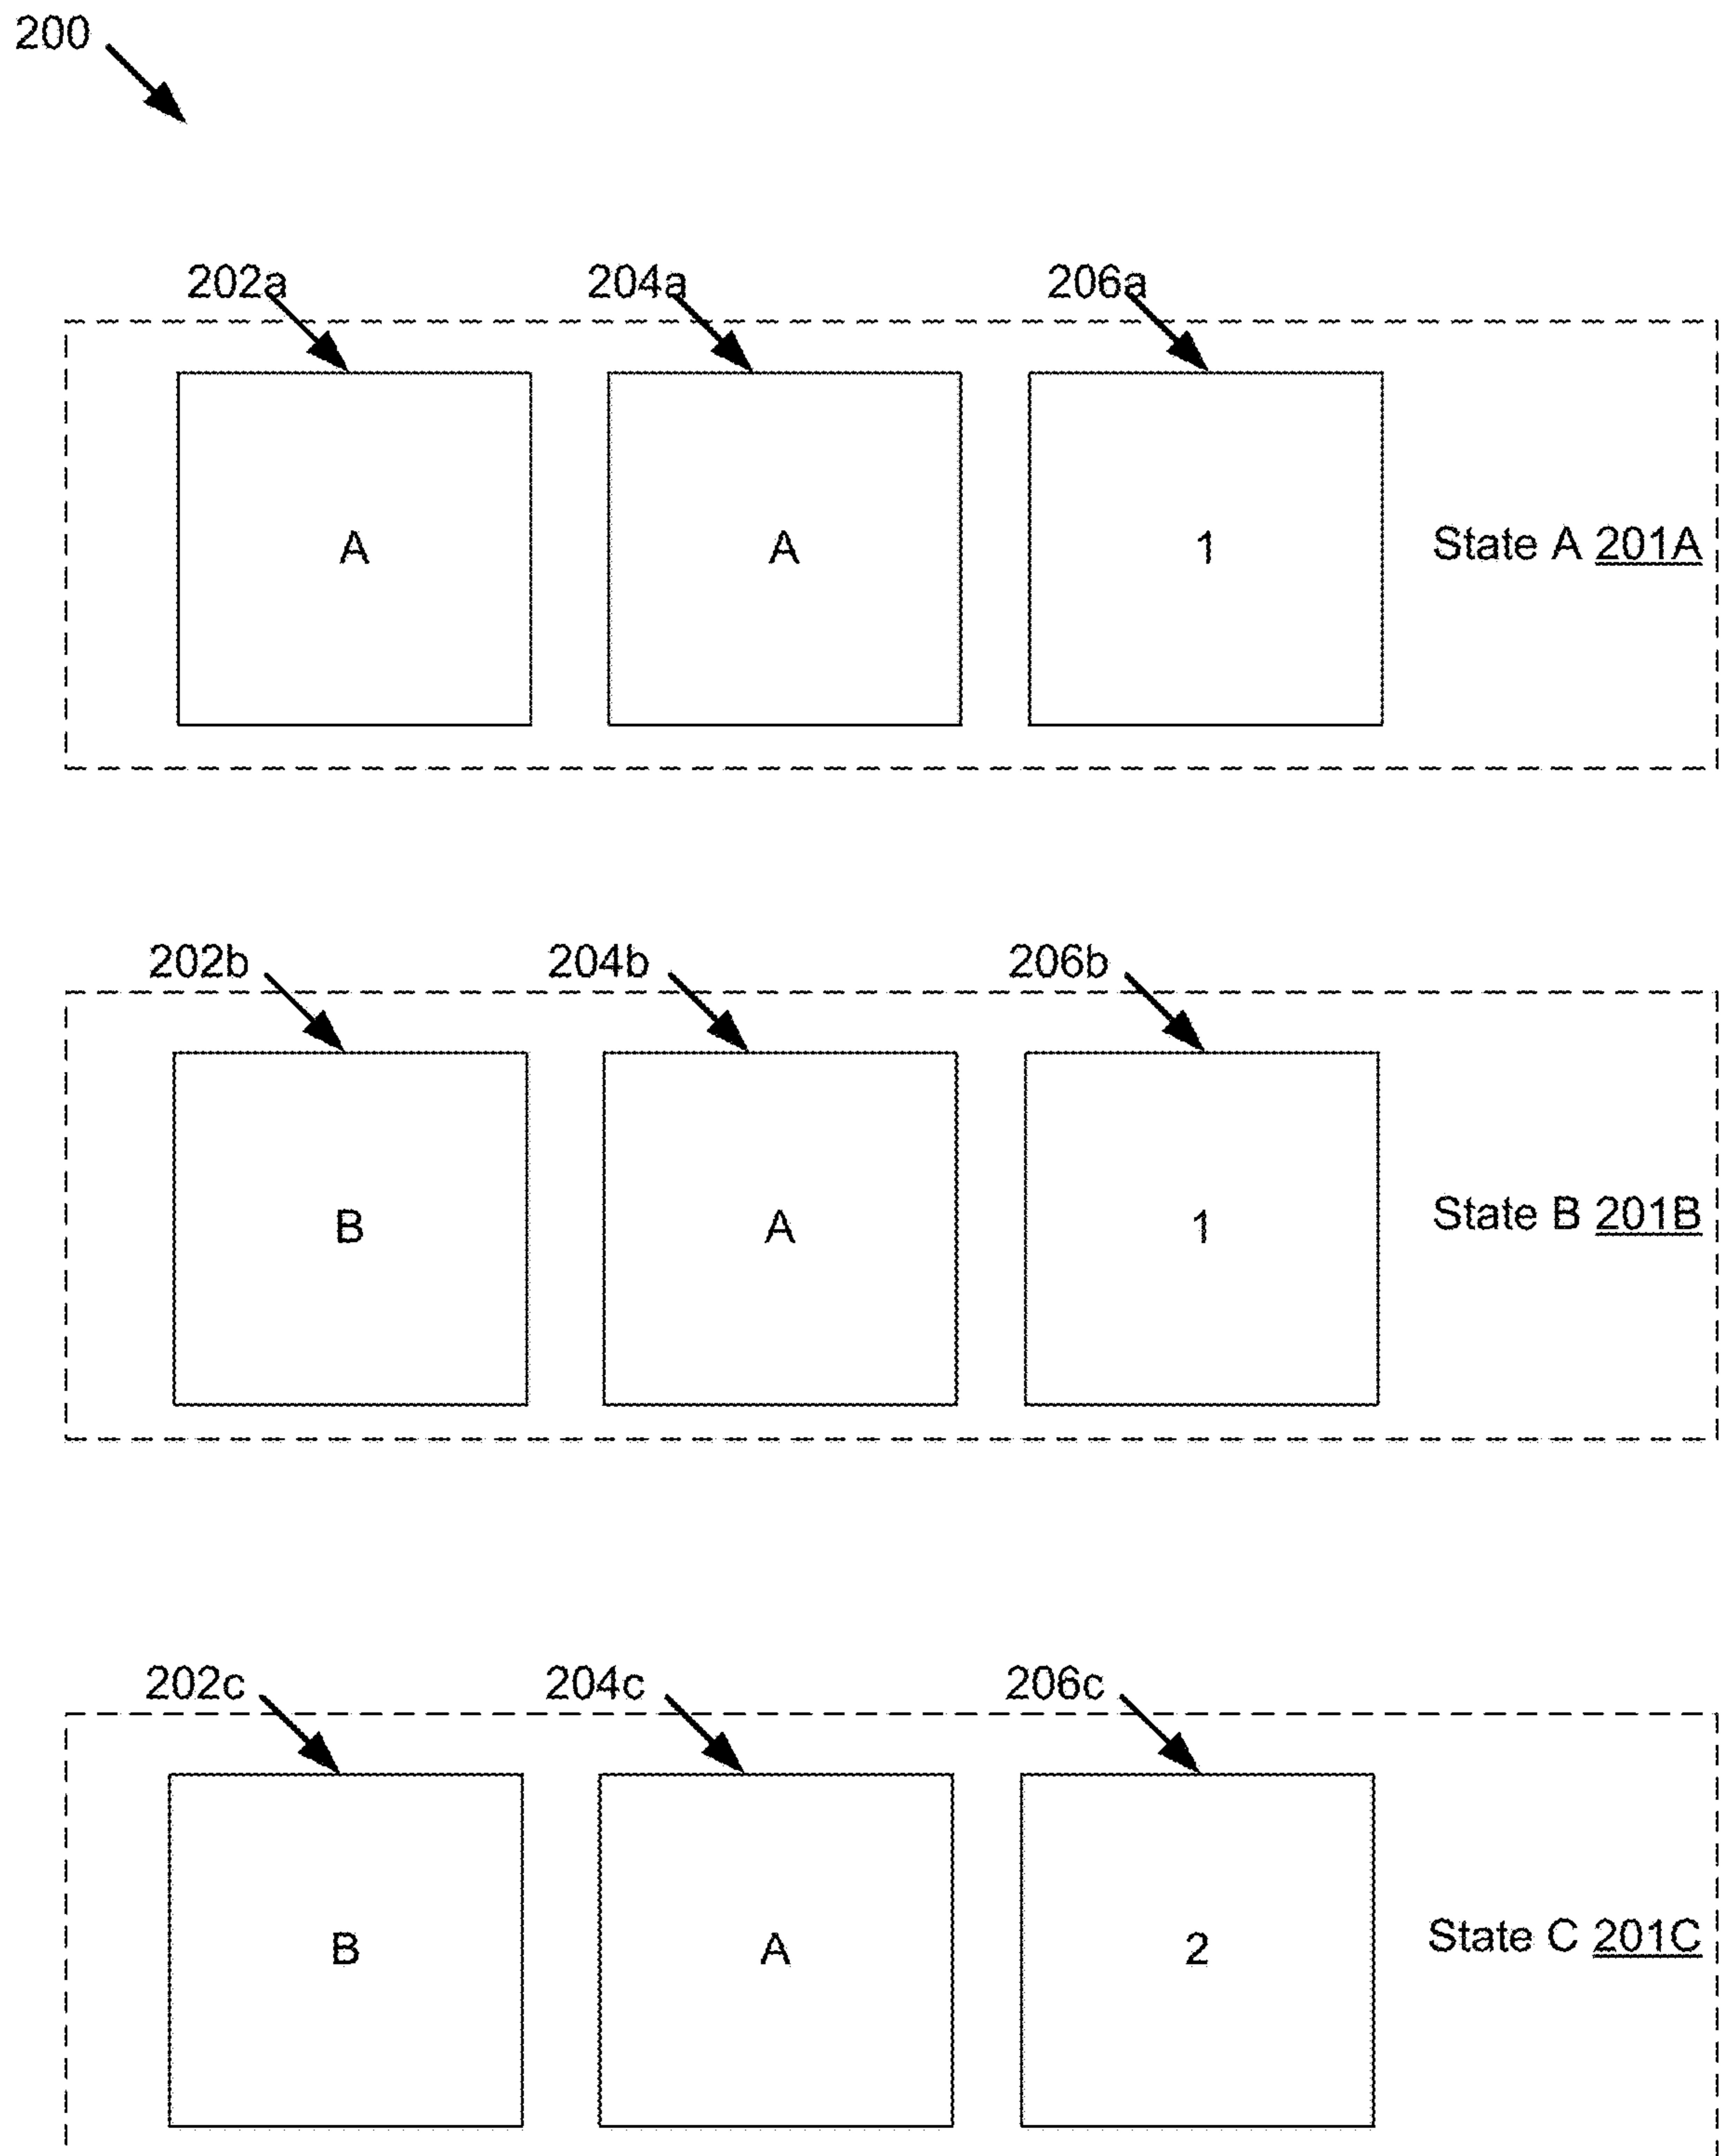 200
202a 204a 206a
A A 1 State A 201A
202b 204b 206b
B A 1 State B 201B
202c 204c 206c
B A 2 State C 201C